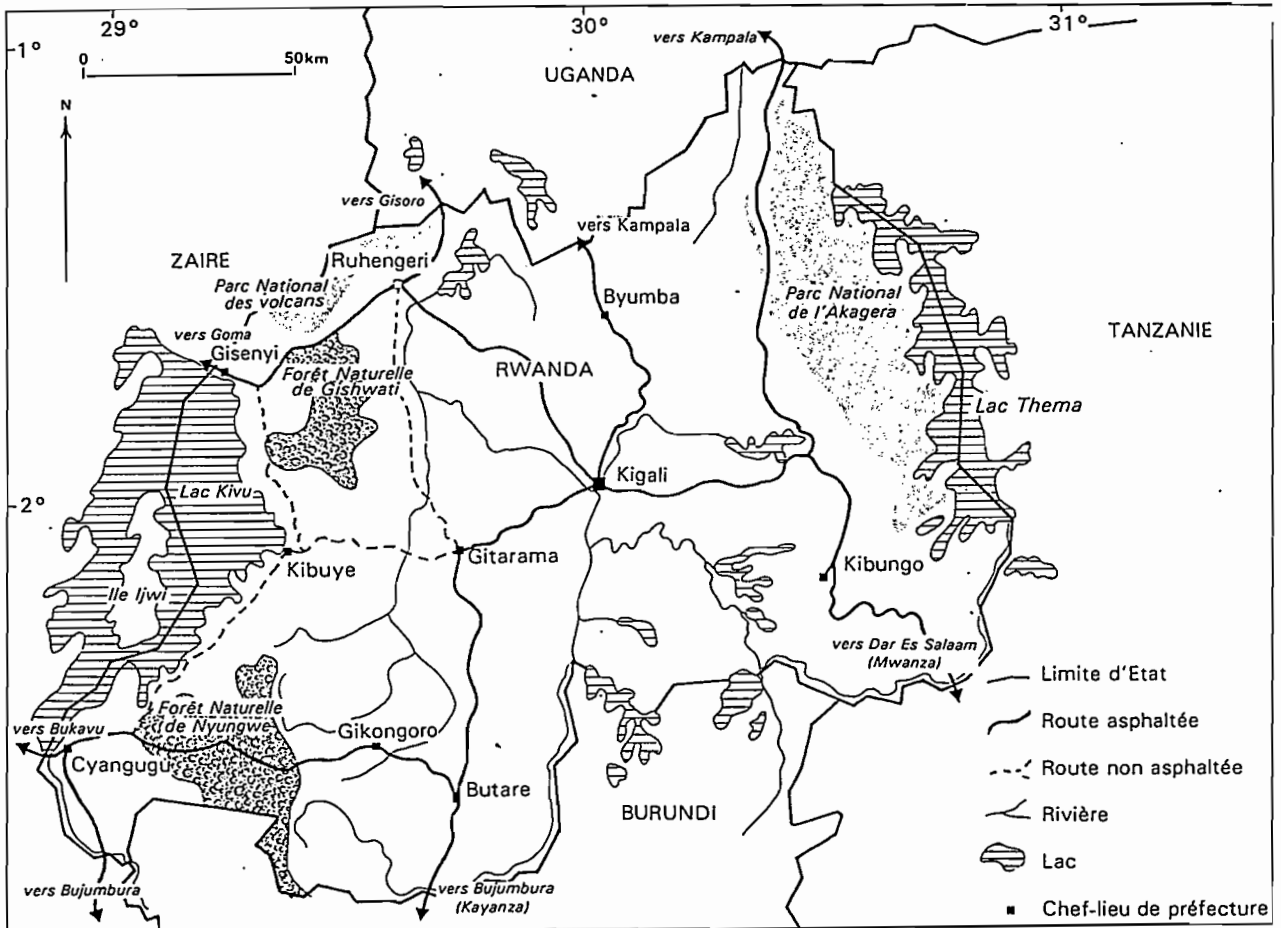 29°
30°
31°
1°
0
50km
vers Kampala
UGANDA
N
vers Gisoro
vers Kampala
ZAIRE
Ruhengeri
Parc National
des volcans
Byumba
Parc National
de l'Akagera
TANZANIE
vers Goma
Gisenyi
RWANDA
Forêt Naturelle
de Gishwati
Lac Thema
Kigali
Lac Kivu
2°
Gitarama
Kibuye
Kibungo
Ile Ijwi
vers Dar Es Salaam
(Mwanza)
Limite d'Etat
Forêt Naturelle
de Nyungwe
Route asphaltée
vers Bukavu
Gikongoro
Cyangugu
Route non asphaltée
Butare
BURUNDI
Rivière
Lac
vers Bujumbura
vers Bujumbura
(Kayanza)
Chef-lieu de préfecture